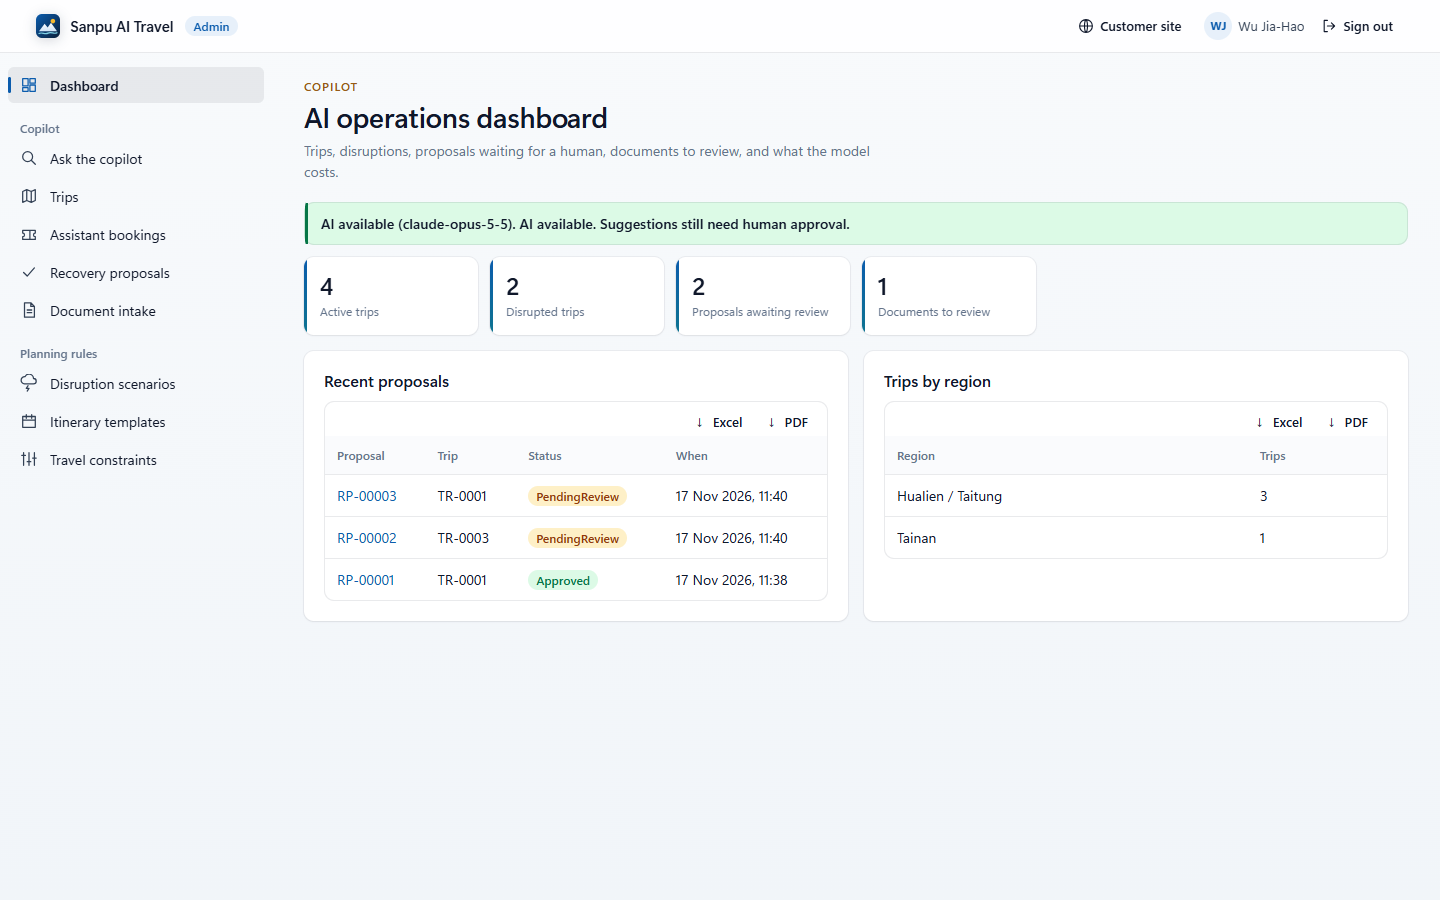 Sanpu AI Travel Admin
Customer site
WJ Wu Jia-Hao
Sign out
Dashboard
Copilot
Ask the copilot
Trips
Assistant bookings
Recovery proposals
Document intake
Planning rules
Disruption scenarios
Itinerary templates
Travel constraints
COPILOT
AI operations dashboard
Trips, disruptions, proposals waiting for a human, documents to review, and what the model
costs.
AI available (claude-opus-5-5). AI available. Suggestions still need human approval.
4
Active trips
2
Disrupted trips
2
Proposals awaiting review
1
Documents to review
Recent proposals
↓ Excel ↓ PDF
Proposal Trip Status When
RP-00003 TR-0001 PendingReview 17 Nov 2026, 11:40
RP-00002 TR-0003 PendingReview 17 Nov 2026, 11:40
RP-00001 TR-0001 Approved 17 Nov 2026, 11:38
Trips by region
↓ Excel ↓ PDF
Region Trips
Hualien / Taitung 3
Tainan 1